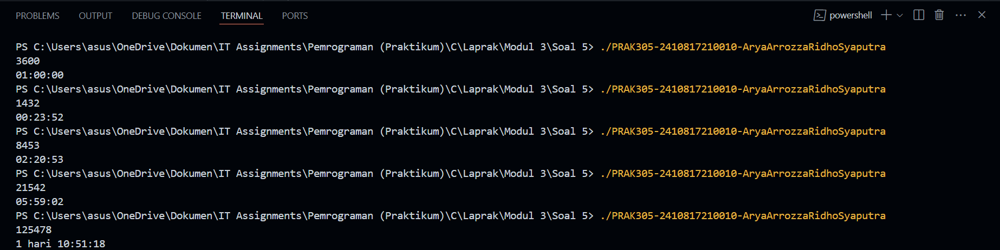 PROBLEMS OUTPUT DEBUG CONSOLE TERMINAL PORTS powershell
PS C:\Users\asus\OneDrive\Dokumen\IT Assignments\Pemrograman (Praktikum)\C\Laprak\Modul 3\Soal 5> ./PRAK305-2410817210010-AryaArrozzaRidhoSyaputra
3600
01:00:00
PS C:\Users\asus\OneDrive\Dokumen\IT Assignments\Pemrograman (Praktikum)\C\Laprak\Modul 3\Soal 5> ./PRAK305-2410817210010-AryaArrozzaRidhoSyaputra
1432
00:23:52
PS C:\Users\asus\OneDrive\Dokumen\IT Assignments\Pemrograman (Praktikum)\C\Laprak\Modul 3\Soal 5> ./PRAK305-2410817210010-AryaArrozzaRidhoSyaputra
8453
02:20:53
PS C:\Users\asus\OneDrive\Dokumen\IT Assignments\Pemrograman (Praktikum)\C\Laprak\Modul 3\Soal 5> ./PRAK305-2410817210010-AryaArrozzaRidhoSyaputra
21542
05:59:02
PS C:\Users\asus\OneDrive\Dokumen\IT Assignments\Pemrograman (Praktikum)\C\Laprak\Modul 3\Soal 5> ./PRAK305-2410817210010-AryaArrozzaRidhoSyaputra
125478
1 hari 10:51:18